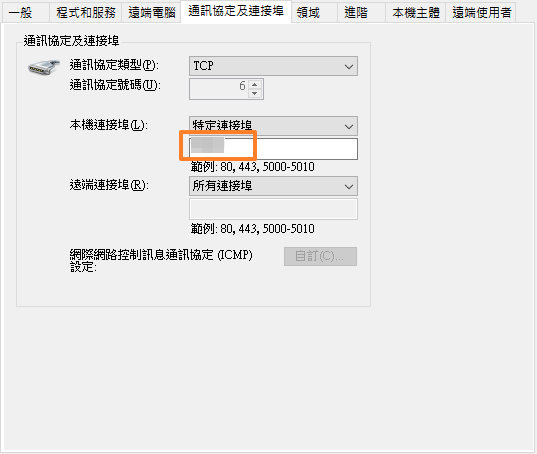 一般 程式和服務 遠端電腦 通訊協定及連接埠 領域 進階 本機主體 遠端使用者
通訊協定及連接埠
通訊協定類型(P): TCP
通訊協定號碼(U): 6
本機連接埠(L): 特定連接埠
範例: 80, 443, 5000-5010
遠端連接埠(R): 所有連接埠
範例: 80, 443, 5000-5010
網際網路控制訊息通訊協定 (ICMP) 自訂(C)...
設定: